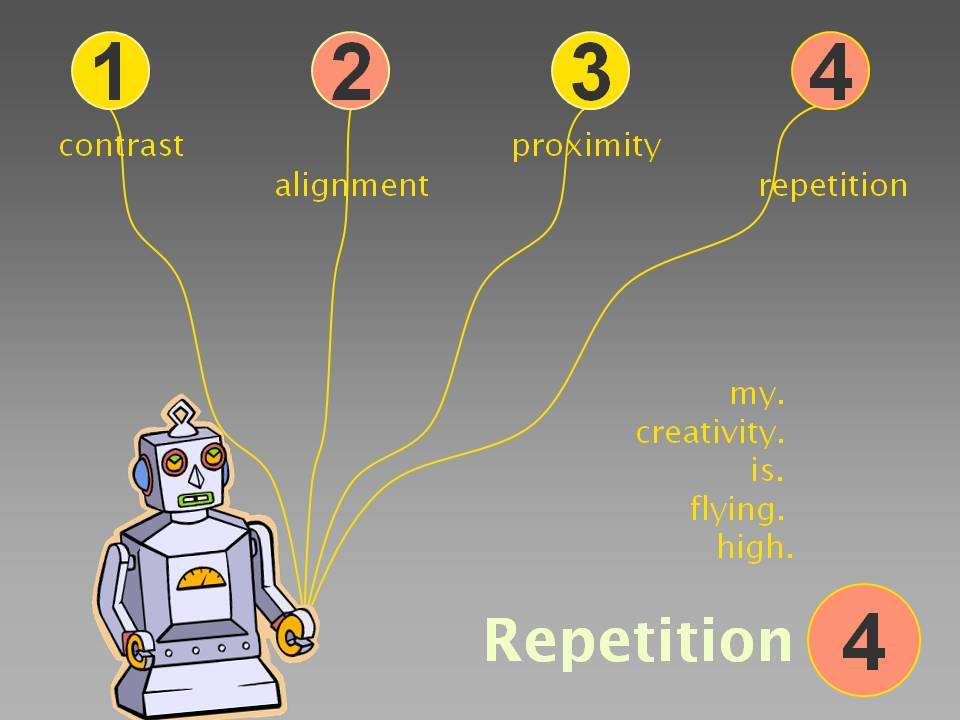 1 2 3 4
contrast
proximity
alignment
repetition
my.
creativity.
is.
flying.
high.
Repetition 4